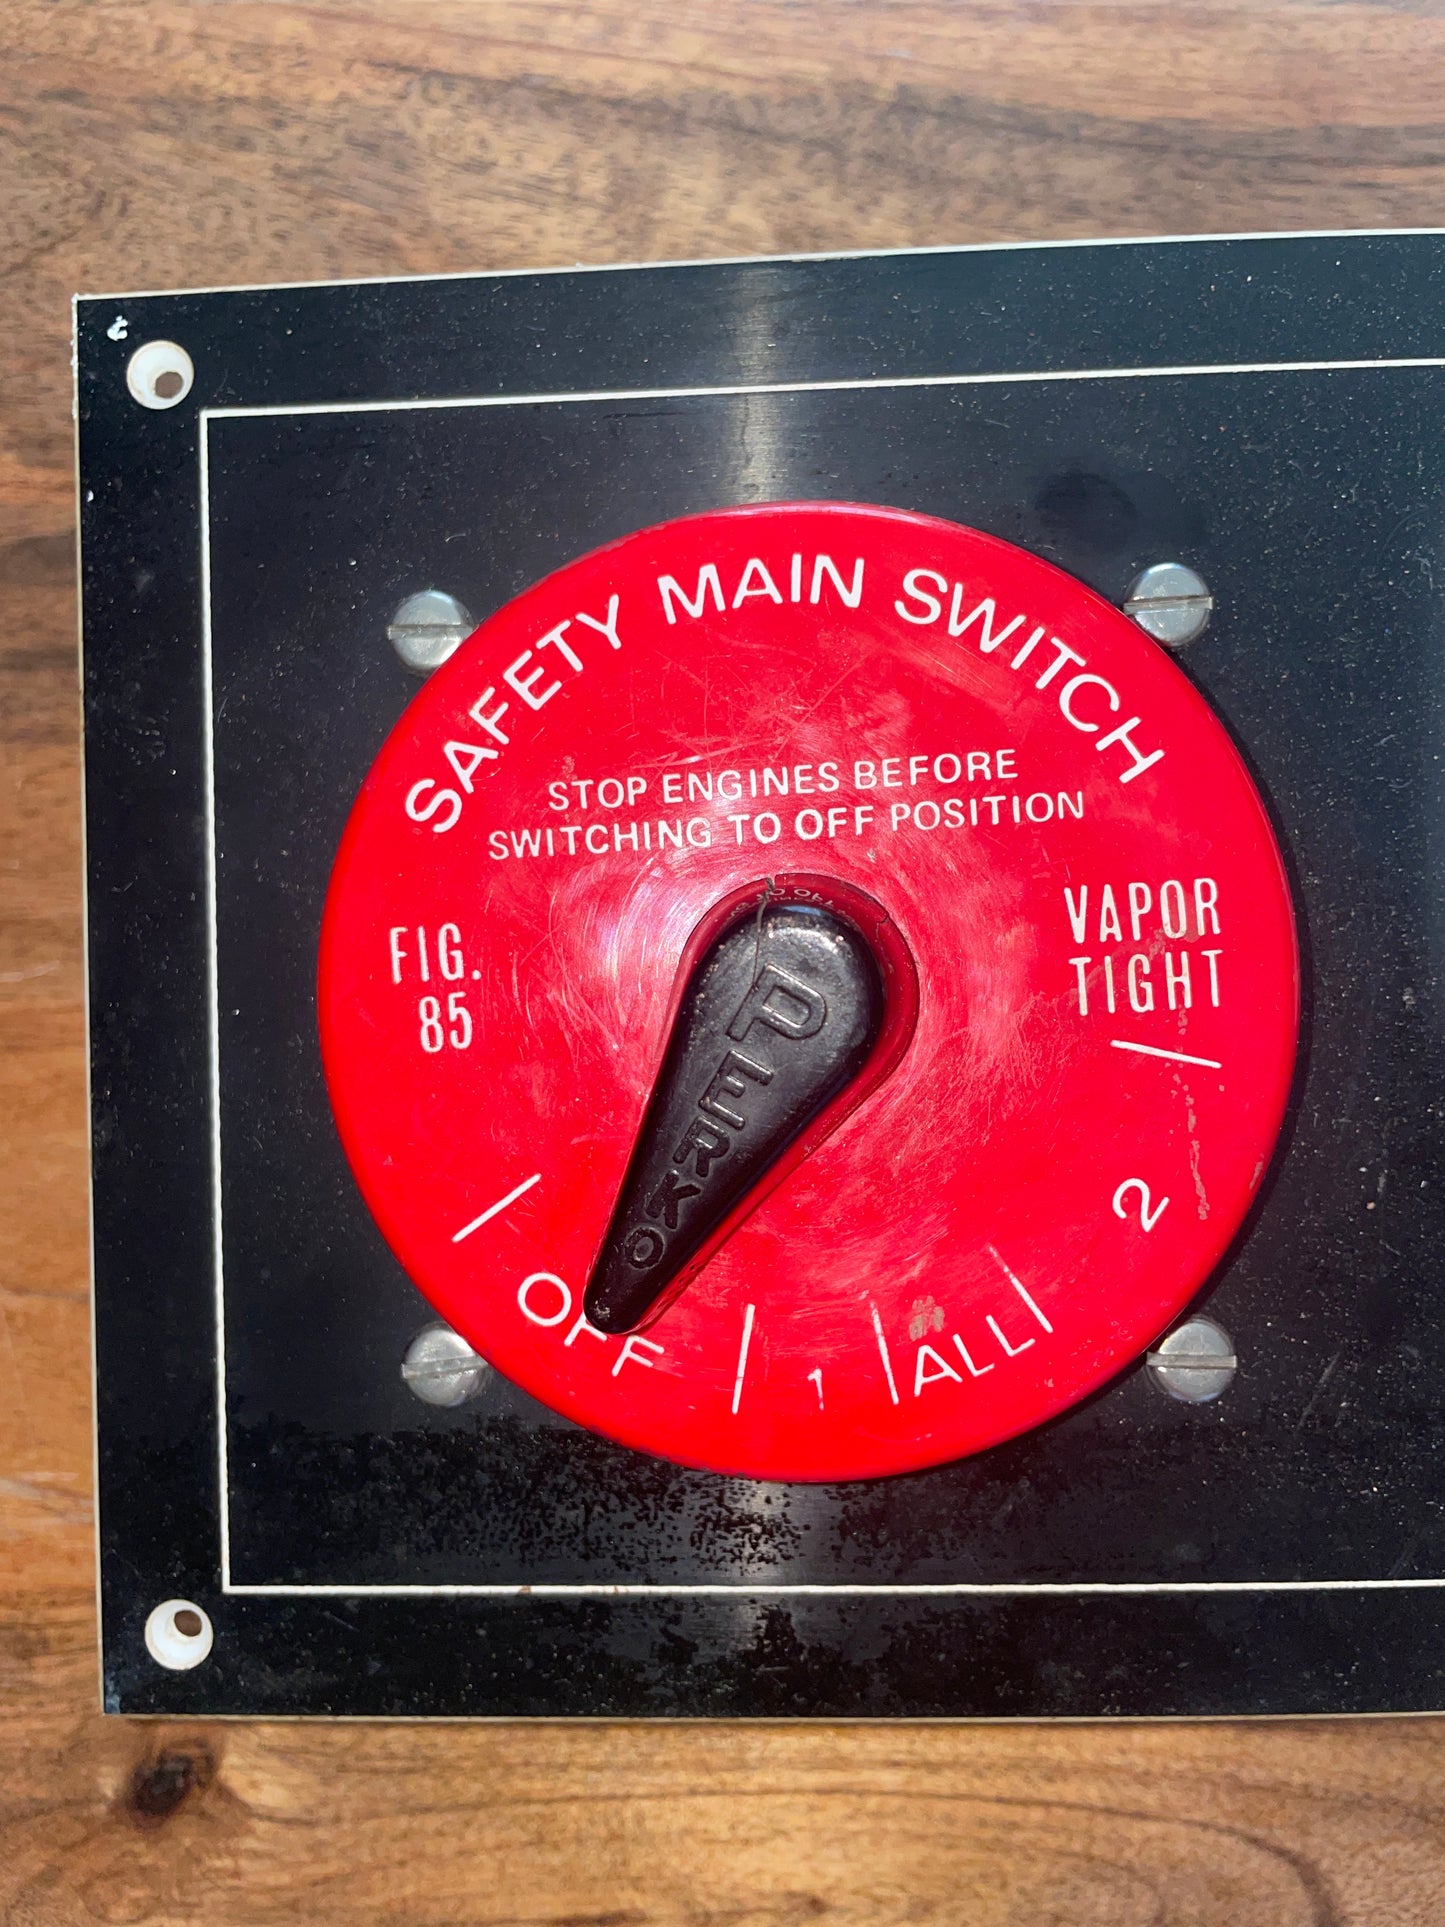 SAFETY MAIN SWITCH
STOP ENGINES BEFORE
SWITCHING TO OFF POSITION
FIG.
85
VAPOR
TIGHT
PERKO
OFF
1
ALL
2